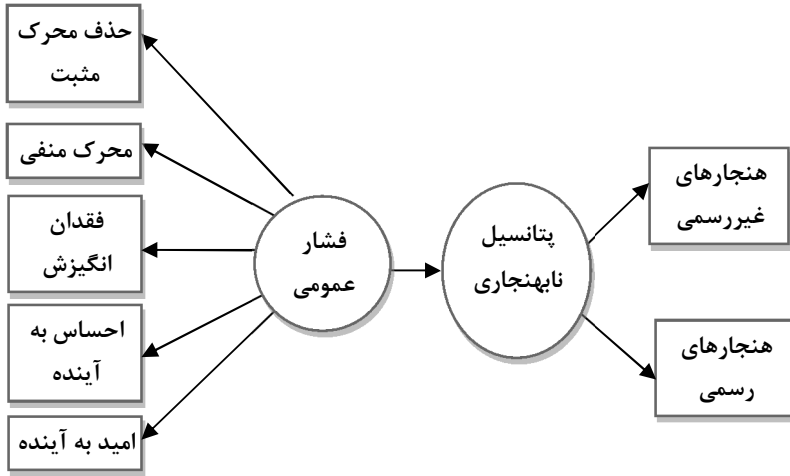 حذف محرک
مثبت
محرک منفی
فقدان
انگیزش
احساس به
آینده
امید به آینده
فشار
عمومی
پتانسیل
نابهنجاری
هنجارهای
غیررسمی
هنجارهای
رسمی